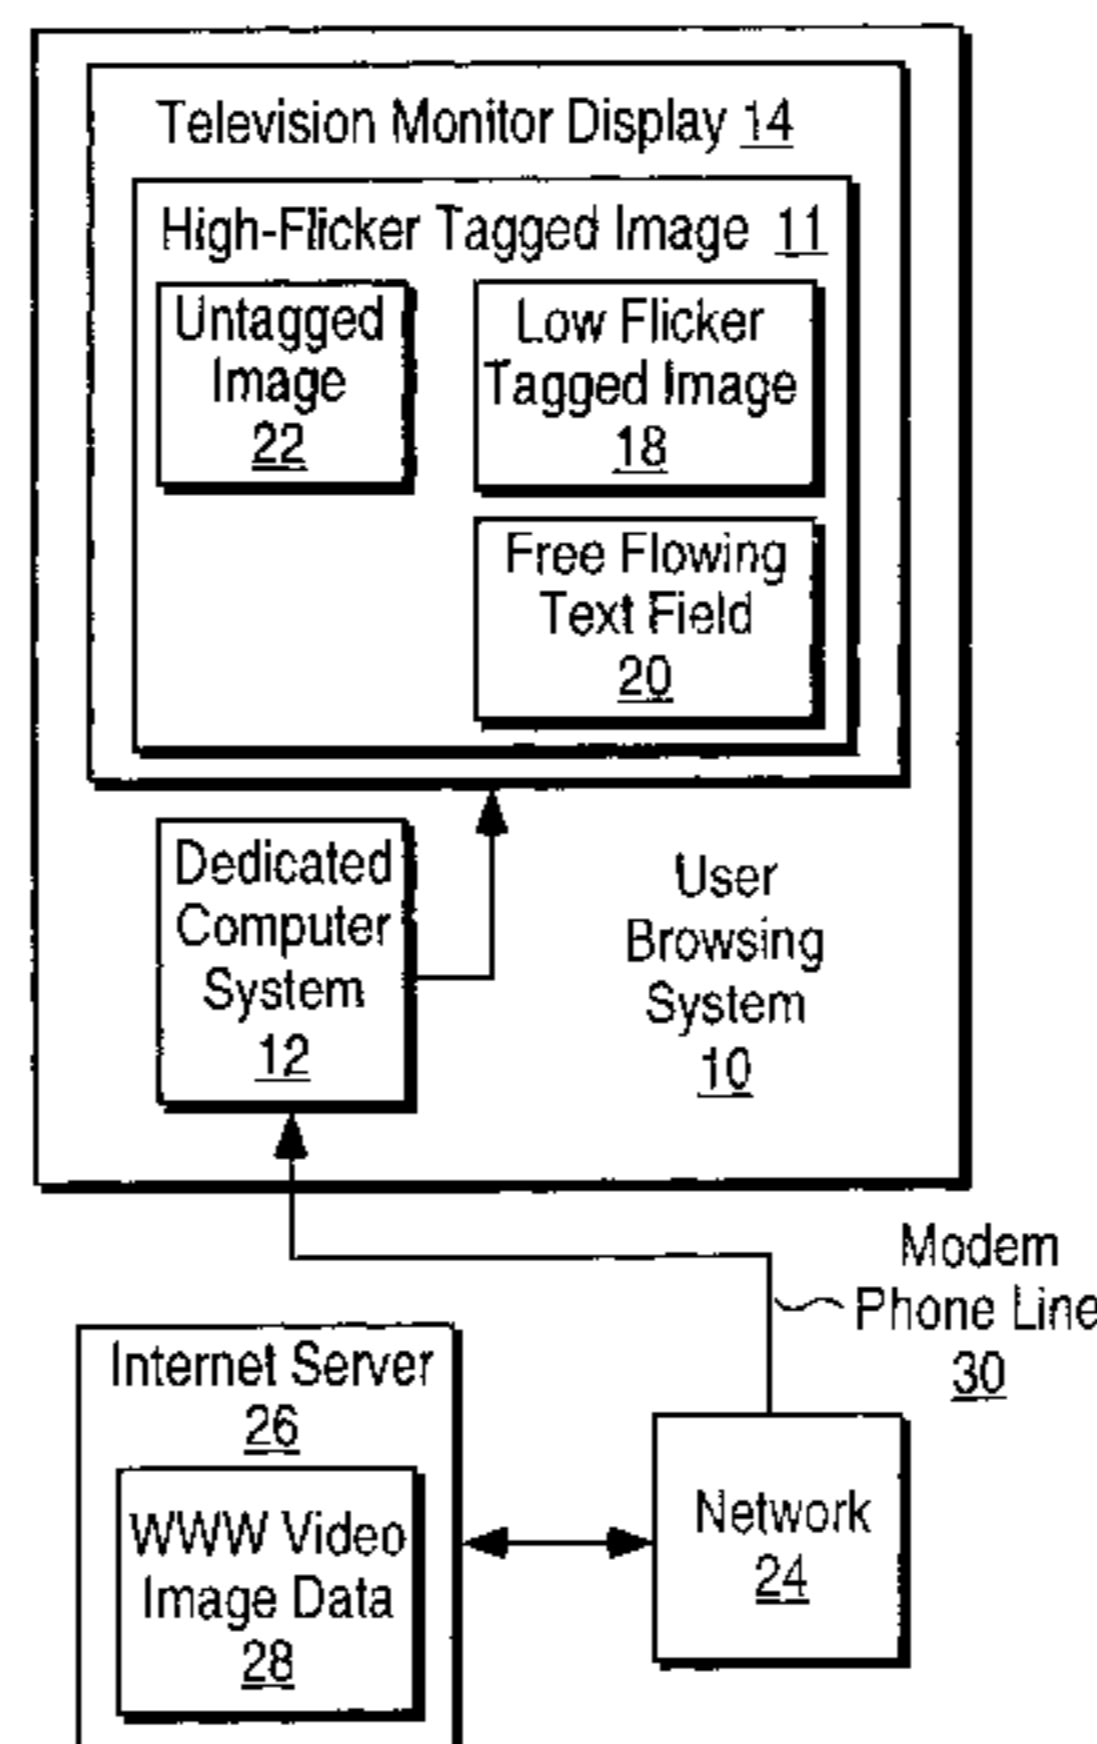 Television Monitor Display 14
High-Flicker Tagged Image 11
Untagged
Image
22
Low Flicker
Tagged Image
18
Free Flowing
Text Field
20
Dedicated
Computer
System
12
User
Browsing
System
10
Modem
Phone Line
30
Internet Server
26
WWW Video
Image Data
28
Network
24